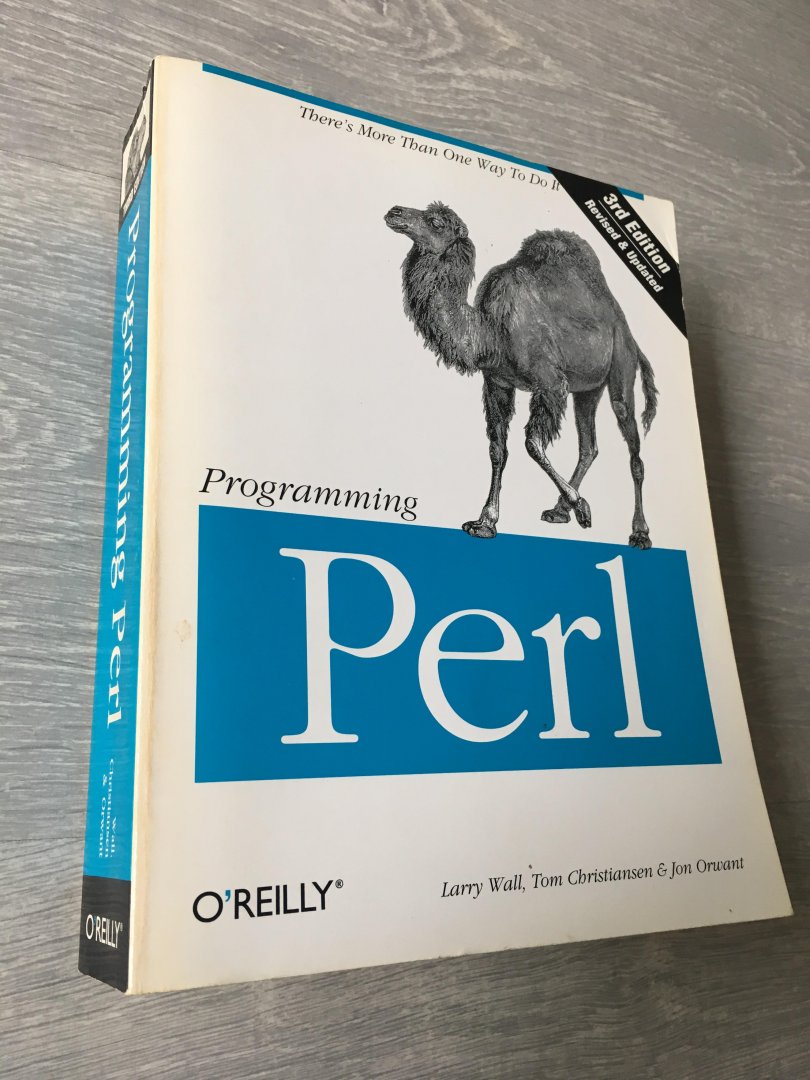 There's More Than One Way To Do It
3rd Edition
Revised & Updated
Programming
Perl
Larry Wall, Tom Christiansen & Jon Orwant
O'REILLY®
Programming Perl
Wall,
Christiansen
& Orwant
O'REILLY®